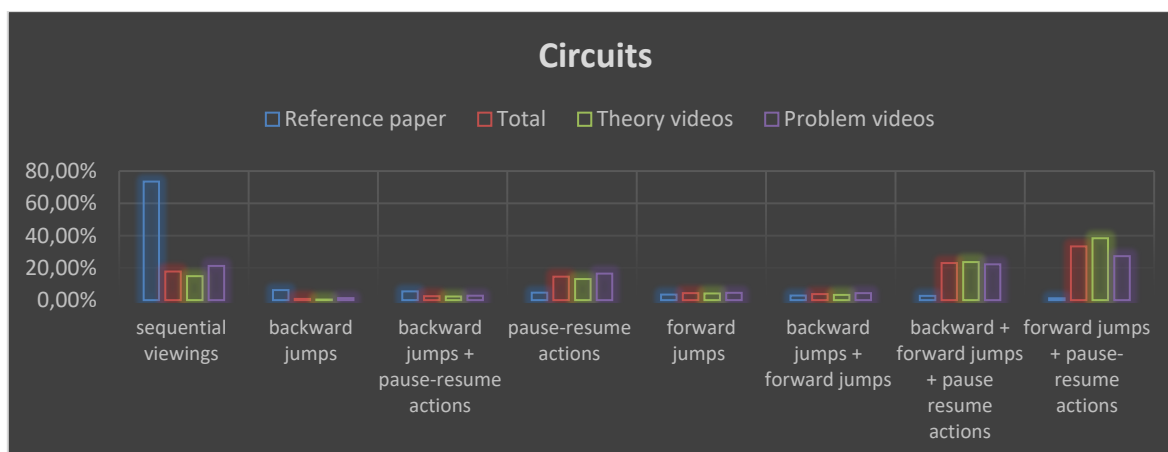 Circuits
Reference paper Total Theory videos Problem videos
80,00%
60,00%
40,00%
20,00%
0,00%
sequential
viewings
backward
jumps
backward
jumps +
pause-resume
actions
pause-resume
actions
forward
jumps
backward
jumps +
forward jumps
backward +
forward jumps
+ pause
resume
actions
forward jumps
+ pause-
resume
actions